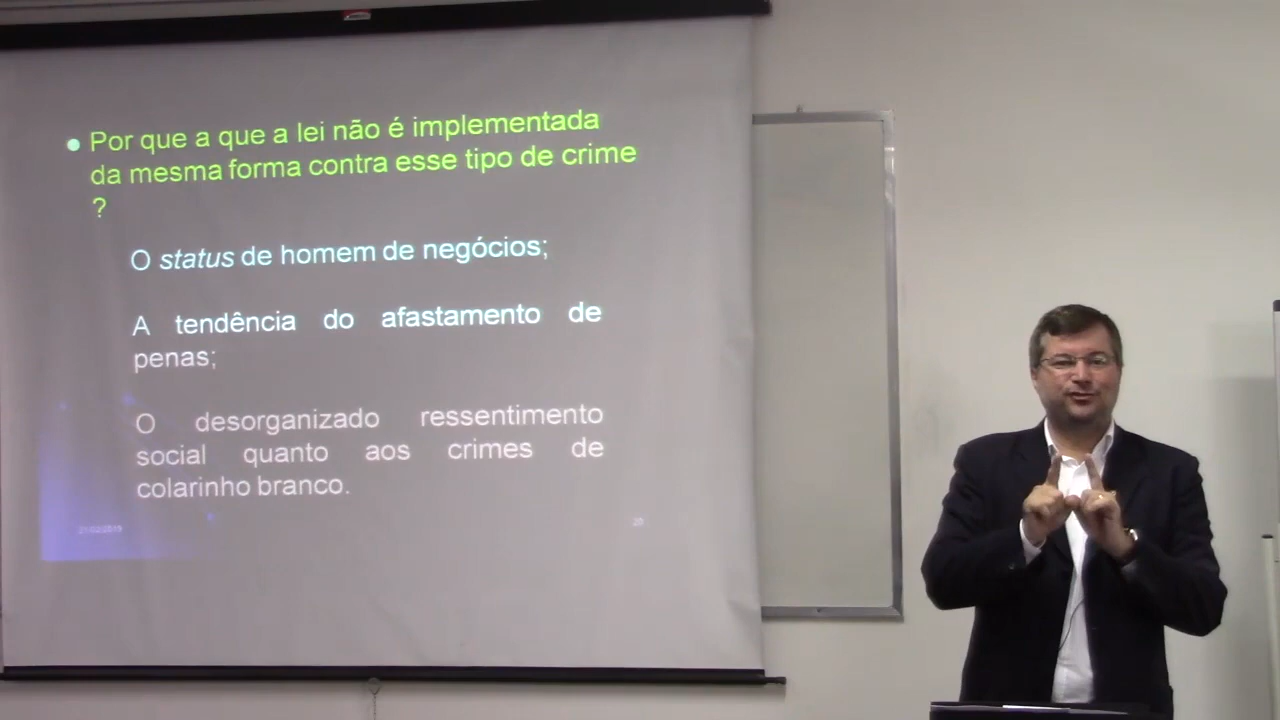 Por que a que a lei não é implementada
da mesma forma contra esse tipo de crime
?
O status de homem de negócios;
A tendência do afastamento de
penas;
O desorganizado ressentimento
social quanto aos crimes de
colarinho branco.